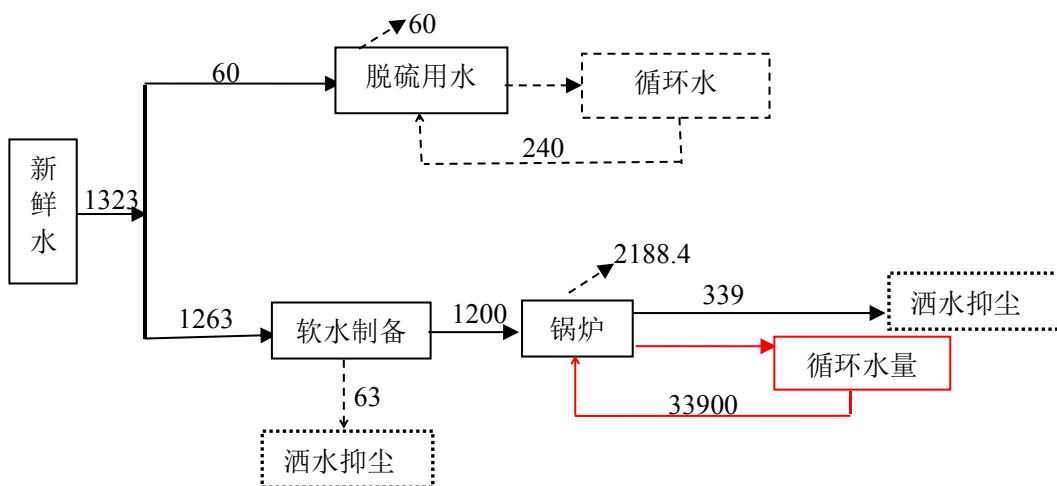 60
60
脱硫用水
循环水
240
新鲜水
1323
2188.4
339
洒水抑尘
1263
软水制备
1200
锅炉
循环水量
33900
63
洒水抑尘